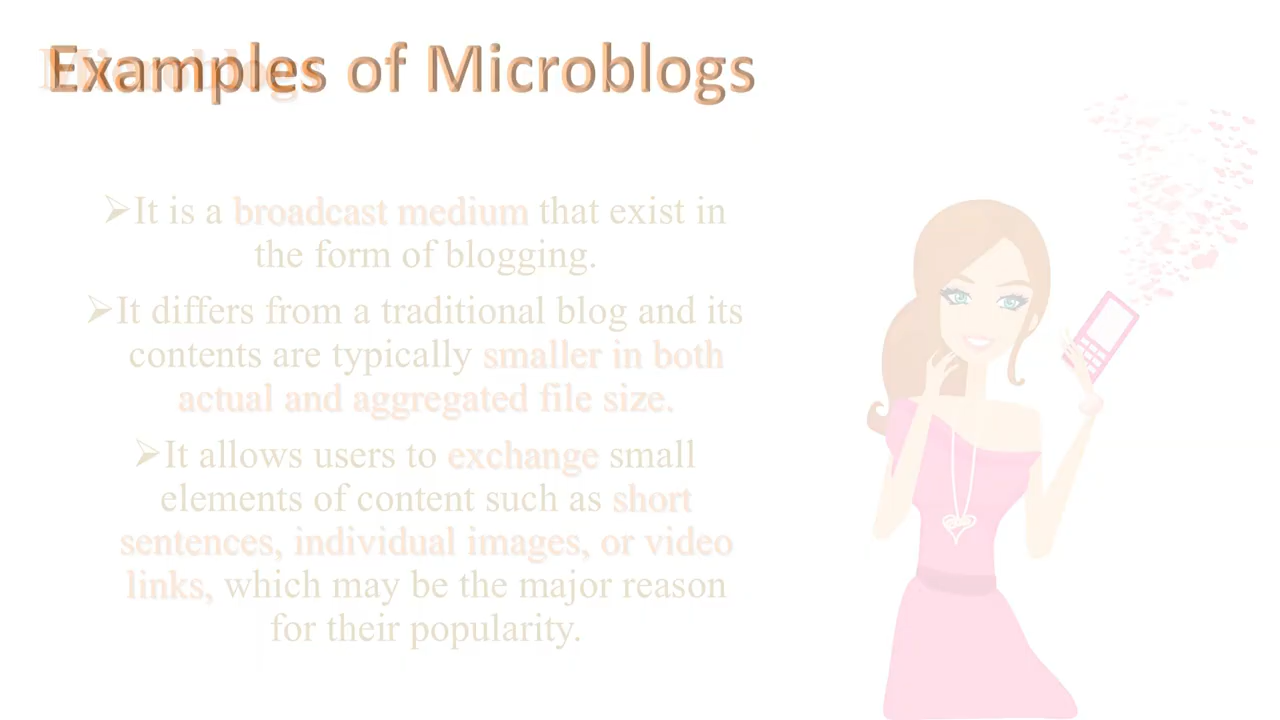 Examples of Microblogs
Microblog
➢It is a broadcast medium that exist in
the form of blogging.
➢It differs from a traditional blog and its
contents are typically smaller in both
actual and aggregated file size.
➢It allows users to exchange small
elements of content such as short
sentences, individual images, or video
links, which may be the major reason
for their popularity.